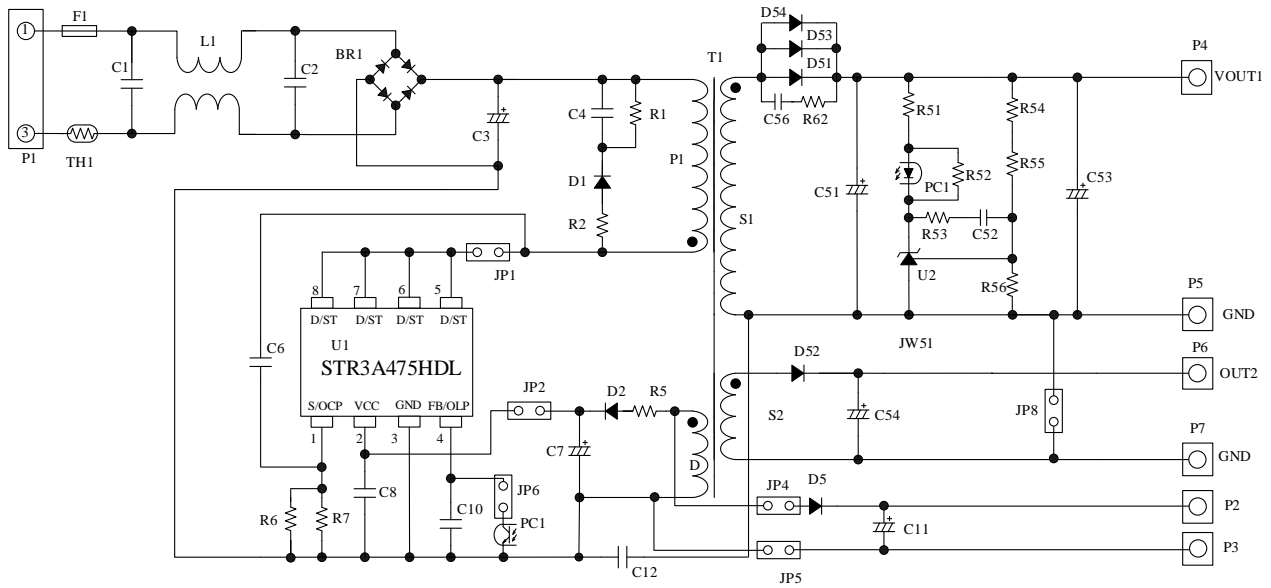 D54
F1
1
L1
T1
D53
P4
BR1
D51
VOUT1
C1
C2
C56
R62
R51
R54
C4
R1
C3
3
P1
TH1
P1
R55
D1
R52
PC1
C53
C51
R2
S1
R53
C52
JP1
U2
R56
P5
8
7
6
5
GND
D/ST
D/ST
D/ST
D/ST
U1
JW51
P6
D52
C6
STR3A475HDL
OUT2
JP2
D2
R5
S/OCP
VCC
GND
FB/OLP
S2
C54
JP8
P7
1
2
3
4
C7
D
GND
JP6
JP4
D5
C8
R6
R7
C10
PC1
P2
C11
P3
C12
JP5
+
+
+
+
+
+